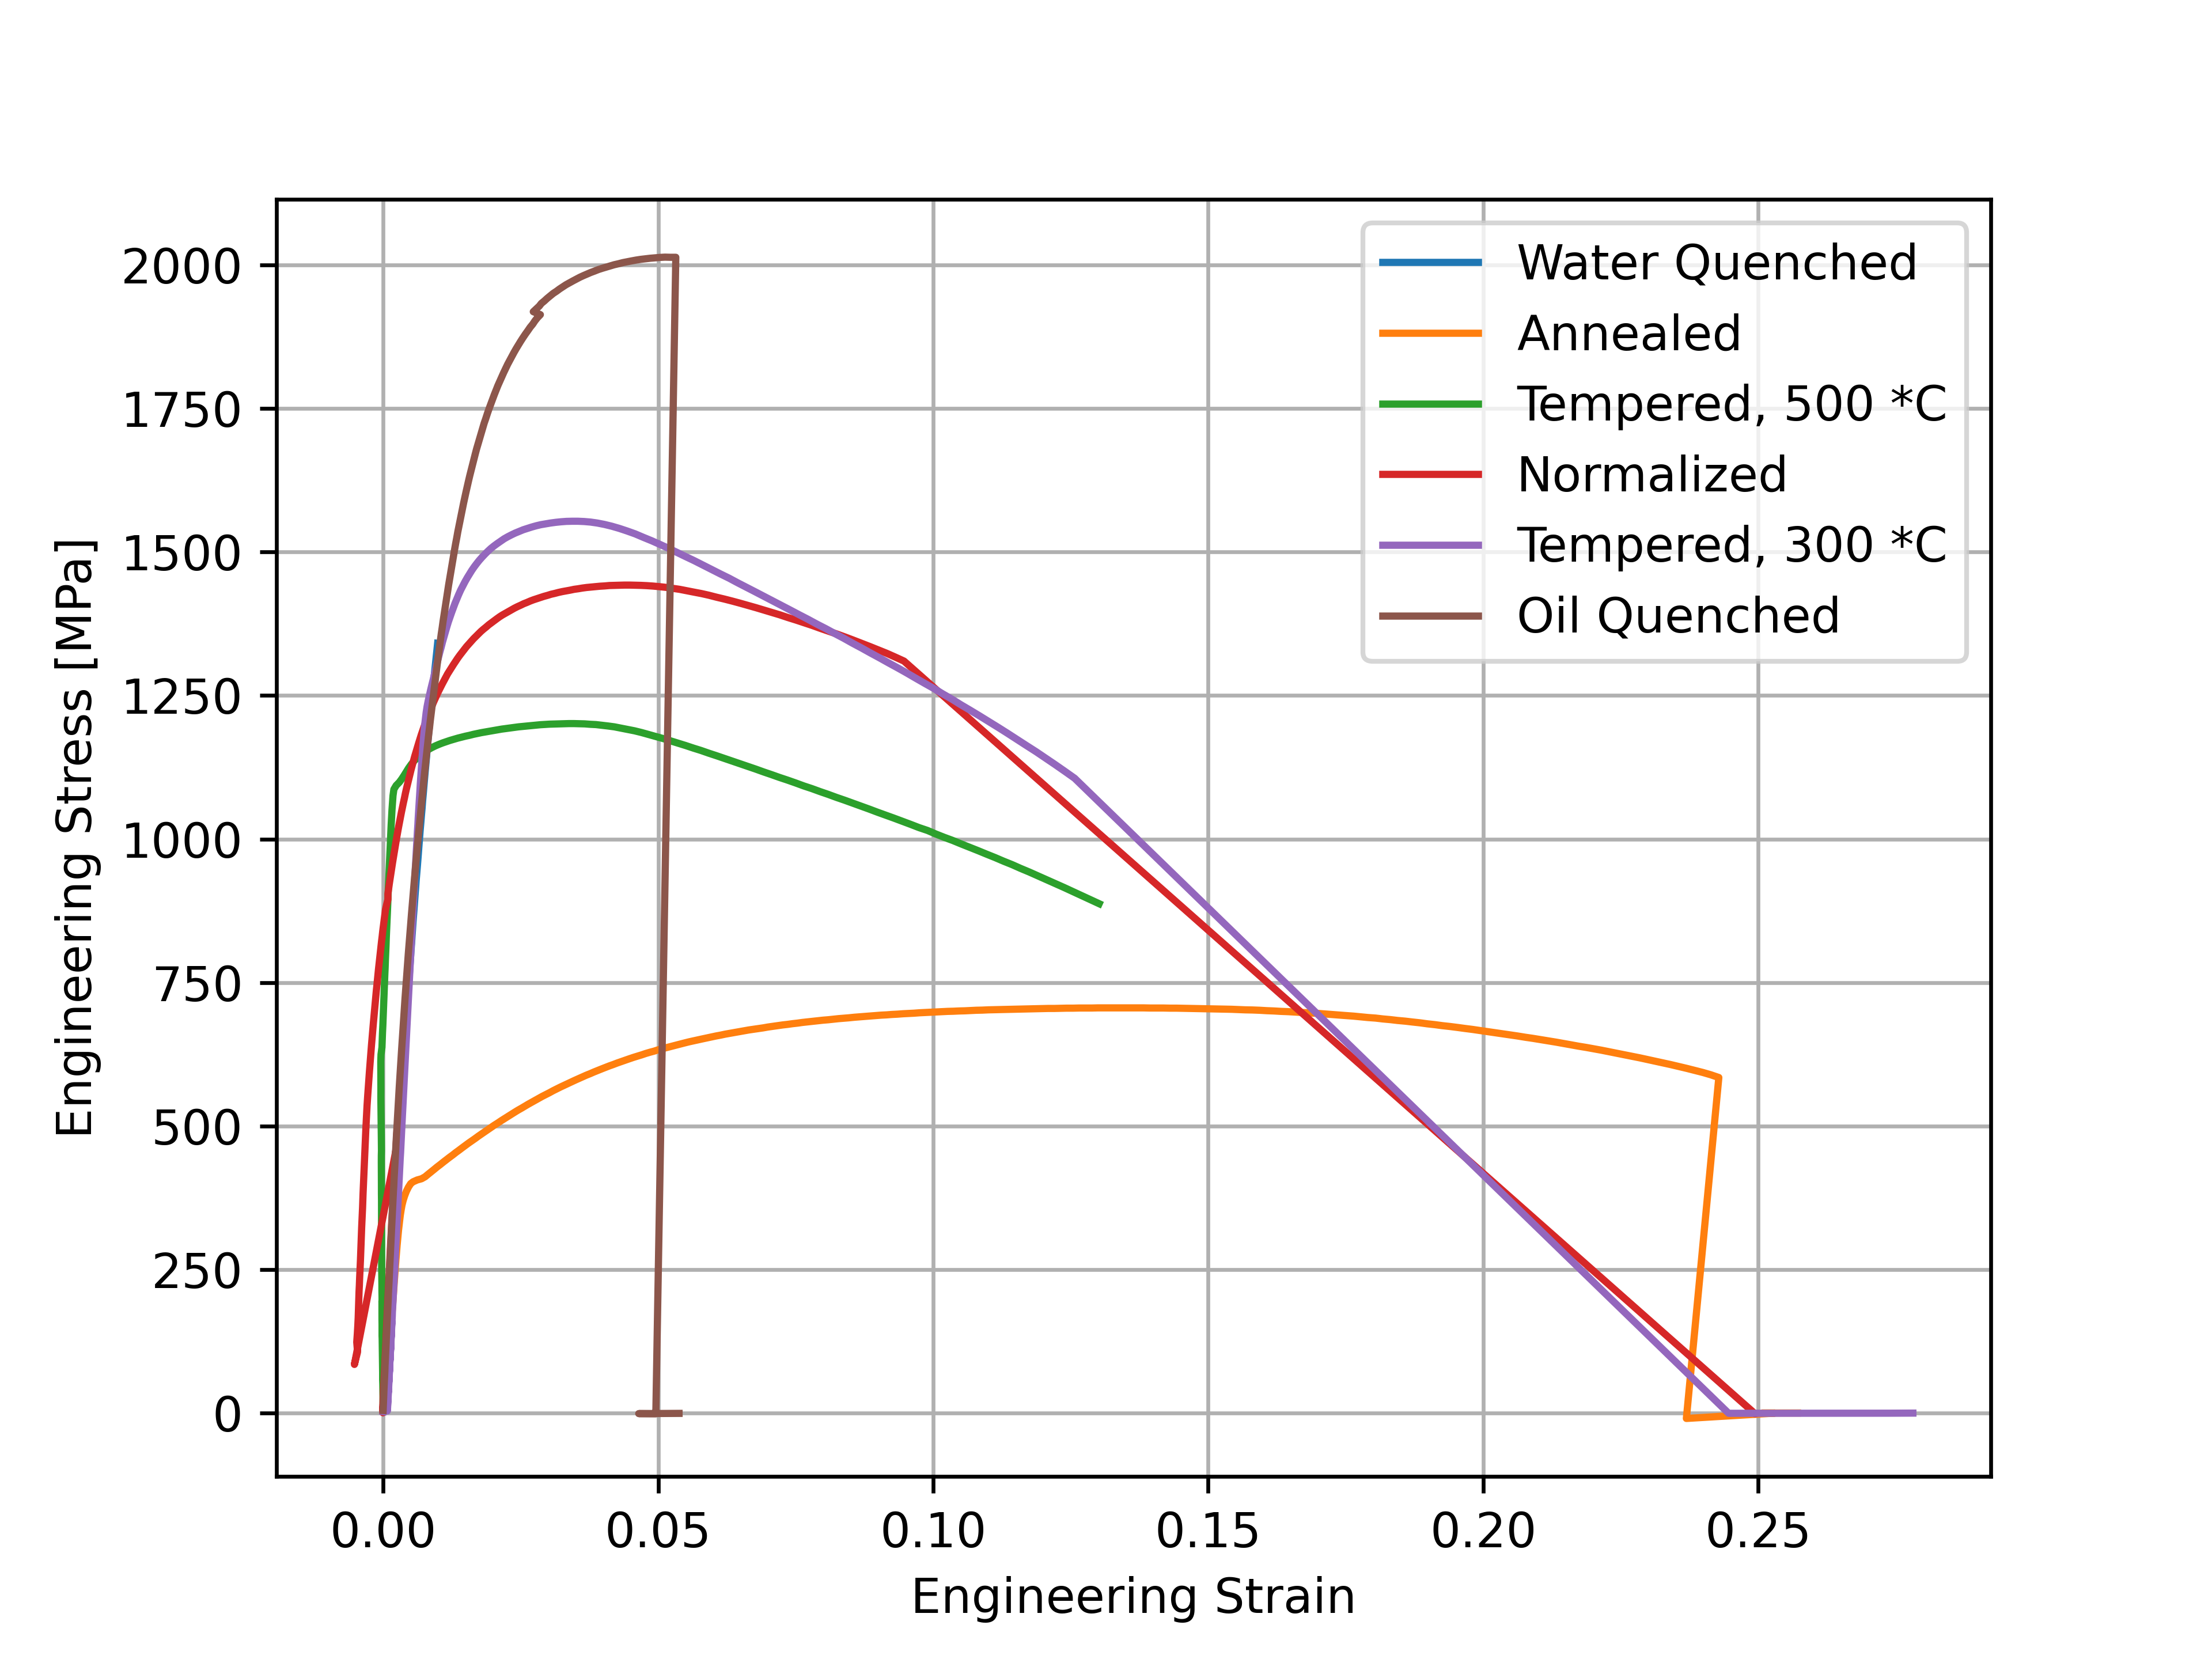 Water Quenched
Annealed
Tempered, 500 *C
Normalized
Tempered, 300 *C
Oil Quenched
2000
1750
1500
1250
1000
750
500
250
0
Engineering Stress [MPa]
0.00 0.05 0.10 0.15 0.20 0.25
Engineering Strain